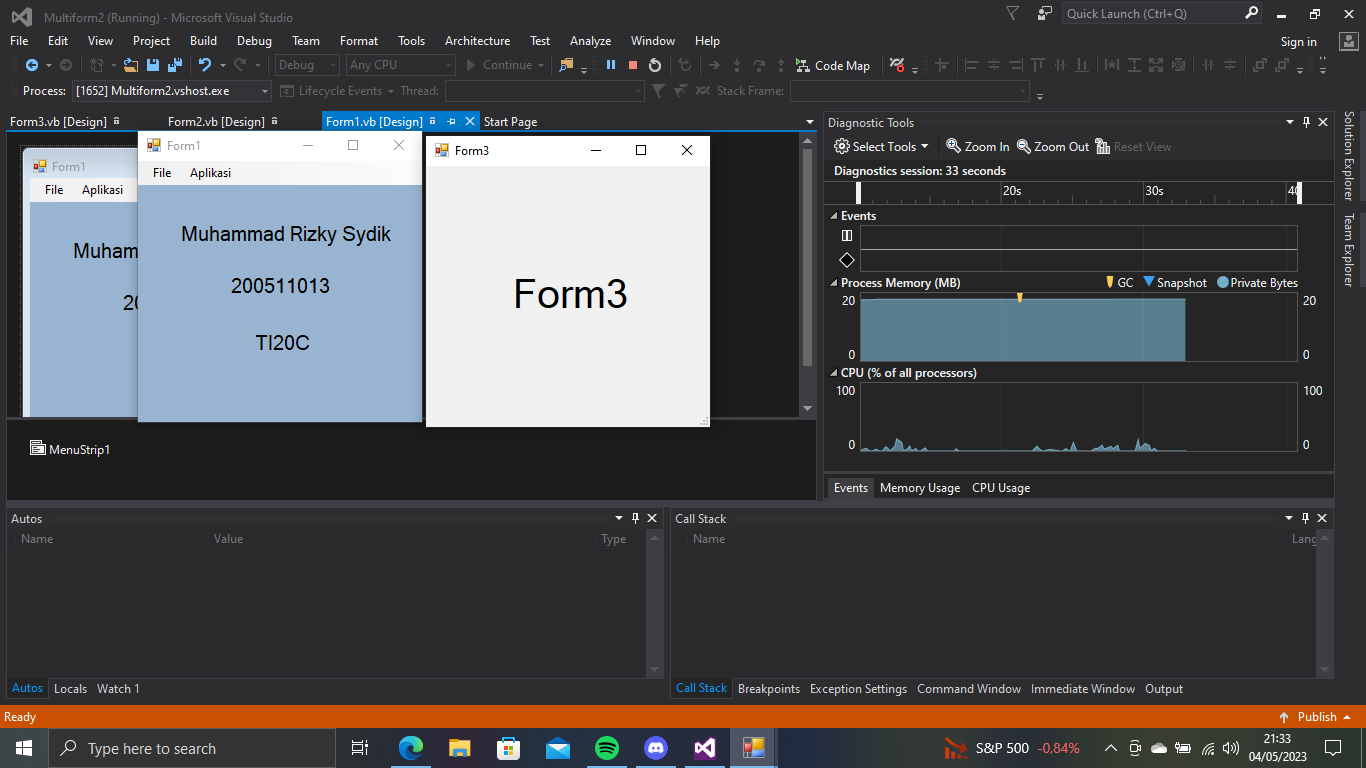 Multiform2 (Running) - Microsoft Visual Studio
Quick Launch (Ctrl+Q)
File Edit View Project Build Debug Team Format Tools Architecture Test Analyze Window Help
Sign in
Debug Any CPU Continue Code Map
Process: [1652] Multiform2.vshost.exe Lifecycle Events Thread: Stack Frame:
Form3.vb [Design] Form2.vb [Design] Form1.vb [Design] Start Page
Form1
File Aplikasi
Muham
20
Form1
File Aplikasi
Muhammad Rizky Sydik
200511013
TI20C
Form3
Form3
MenuStrip1
Diagnostic Tools
Select Tools Zoom In Zoom Out Reset View
Diagnostics session: 33 seconds
20s 30s 40
Events
Process Memory (MB) GC Snapshot Private Bytes
20 20
0 0
CPU (% of all processors)
100 100
0 0
Events Memory Usage CPU Usage
Solution Explorer
Team Explorer
Autos
Name Value Type
Autos Locals Watch 1
Call Stack
Name Lang
Call Stack Breakpoints Exception Settings Command Window Immediate Window Output
Ready
Publish
Type here to search
S&P 500 -0,84%
21:33
04/05/2023